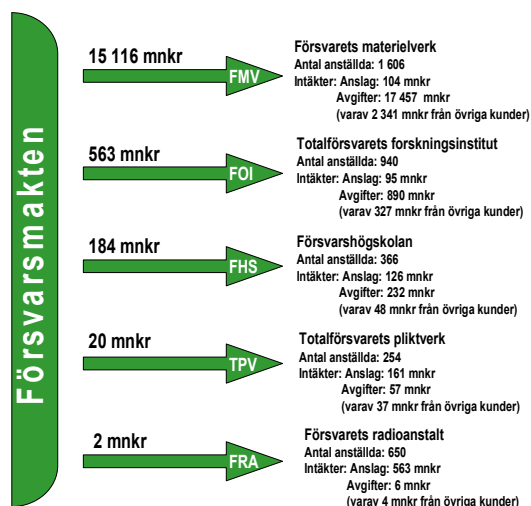 Försvarsmakten
15 116 mnkr
FMV
Försvarets materielverk
Antal anställda: 1 606
Intäkter: Anslag: 104 mnkr
Avgifter: 17 457 mnkr
(varav 2 341 mnkr från övriga kunder)
563 mnkr
FOI
Totalförsvarets forskningsinstitut
Antal anställda: 940
Intäkter: Anslag: 95 mnkr
Avgifter: 890 mnkr
(varav 327 mnkr från övriga kunder)
184 mnkr
FHS
Försvarshögskolan
Antal anställda: 366
Intäkter: Anslag: 126 mnkr
Avgifter: 232 mnkr
(varav 48 mnkr från övriga kunder)
20 mnkr
TPV
Totalförsvarets pliktverk
Antal anställda: 254
Intäkter: Anslag: 161 mnkr
Avgifter: 57 mnkr
(varav 37 mnkr från övriga kunder)
2 mnkr
FRA
Försvarets radioanstalt
Antal anställda: 650
Intäkter: Anslag: 563 mnkr
Avgifter: 6 mnkr
(varav 4 mnkr från övriga kunder)